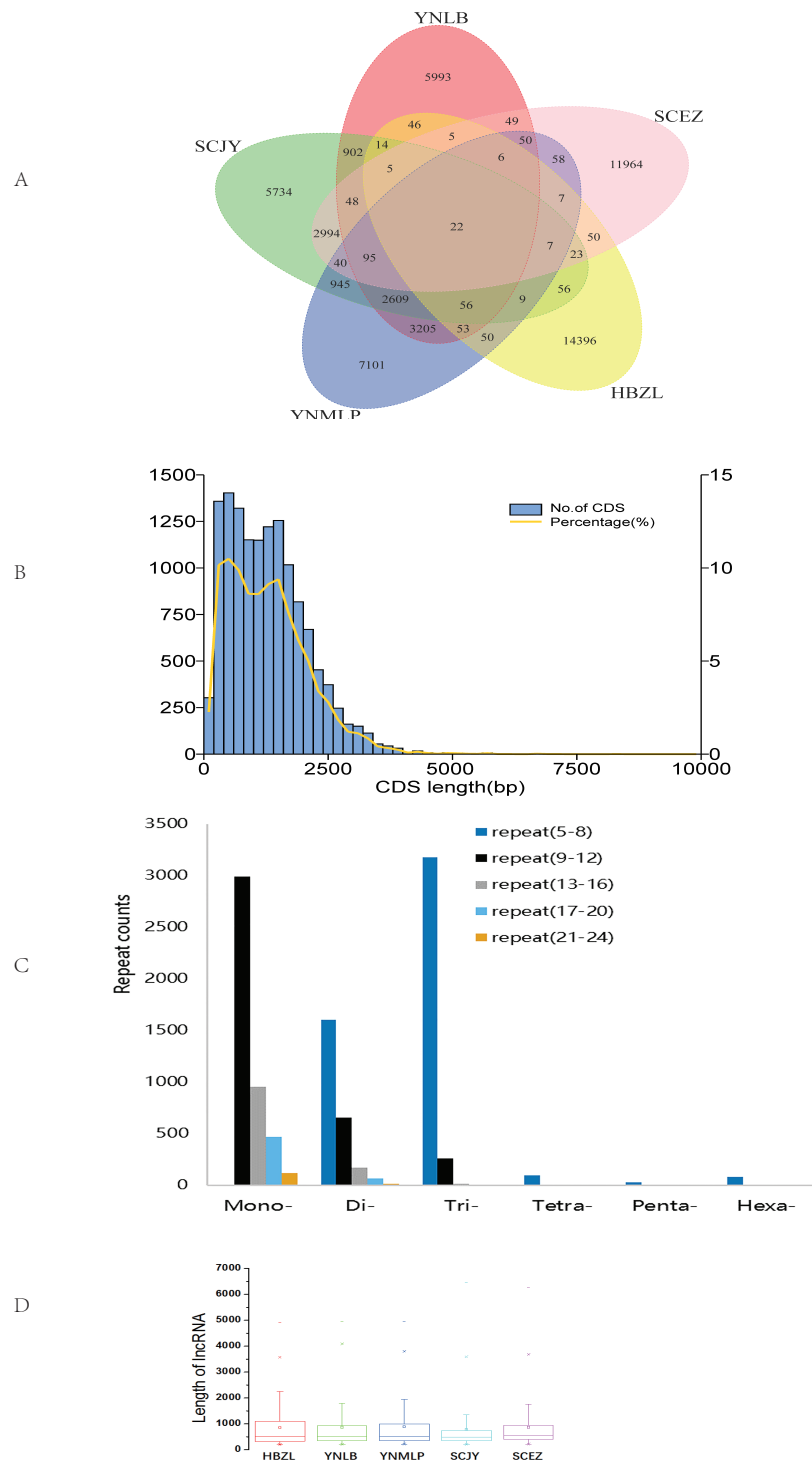 A
YNLB
SCEZ
SCJY
HBZL
YNMLP
5993
46
5
49
50
58
11964
902
14
6
5
7
5734
48
2994
22
7
50
23
95
40
945
2609
56
9
56
3205
53
50
14396
7101
B
1500
1250
1000
750
500
250
0
15
10
5
0
No.of CDS
Percentage(%)
0 2500 5000 7500 10000
CDS length(bp)
C
3500
3000
2500
2000
1500
1000
500
0
Repeat counts
repeat(5-8)
repeat(9-12)
repeat(13-16)
repeat(17-20)
repeat(21-24)
Mono- Di- Tri- Tetra- Penta- Hexa-
D
7000
6000
5000
4000
3000
2000
1000
0
Length of lncRNA
HBZL YNLB YNMLP SCJY SCEZ